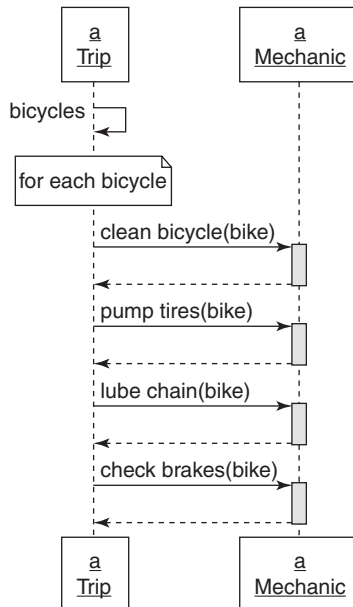 a
Trip
a
Mechanic
bicycles
for each bicycle
clean bicycle(bike)
pump tires(bike)
lube chain(bike)
check brakes(bike)
a
Trip
a
Mechanic